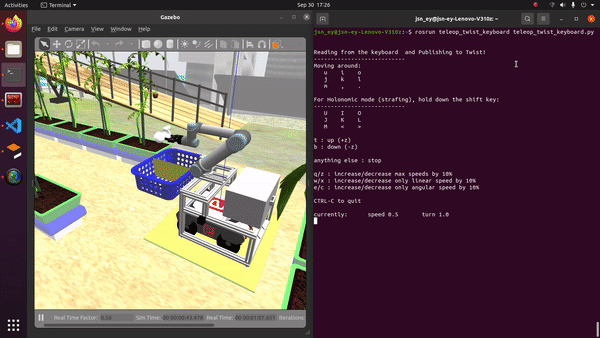 Activities
Terminal
Sep 30 17:26
Gazebo
File Edit Camera View Window Help
Real Time Factor: 0.56 Sim Time: 00 00:00:43.978 Real Time: 00 00:01:07.651 Iterations:
jsn_ey@jsn-ey-Lenovo-V310z: ~
jsn_ey@jsn-ey-Lenovo-V310z:~$ rosrun teleop_twist_keyboard teleop_twist_keyboard.py
Reading from the keyboard and Publishing to Twist!
---------------------------
Moving around:
u i o
j k l
m , .
For Holonomic mode (strafing), hold down the shift key:
---------------------------
U I O
J K L
M < >
t : up (+z)
b : down (-z)
anything else : stop
q/z : increase/decrease max speeds by 10%
w/x : increase/decrease only linear speed by 10%
e/c : increase/decrease only angular speed by 10%
CTRL-C to quit
currently: speed 0.5 turn 1.0